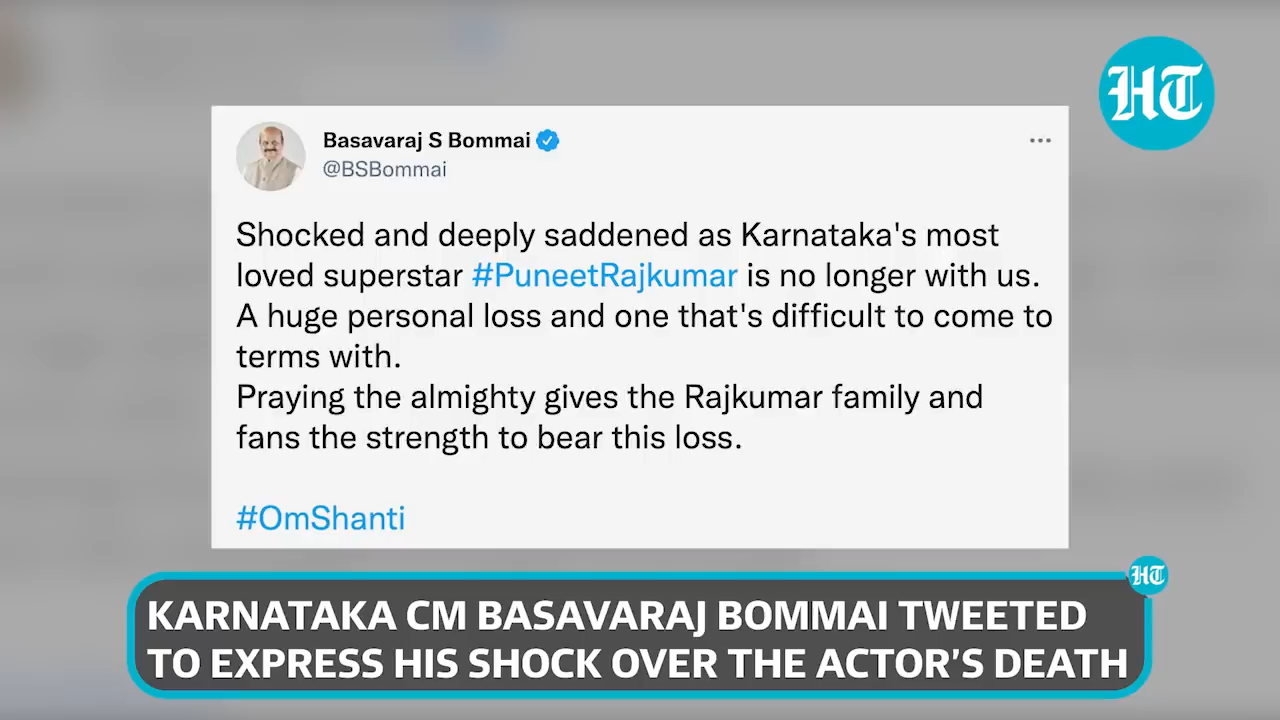 HT
Basavaraj S Bommai
@BSBommai
Shocked and deeply saddened as Karnataka's most
loved superstar #PuneetRajkumar is no longer with us.
A huge personal loss and one that's difficult to come to
terms with.
Praying the almighty gives the Rajkumar family and
fans the strength to bear this loss.
#OmShanti
HT
KARNATAKA CM BASAVARAJ BOMMAI TWEETED
TO EXPRESS HIS SHOCK OVER THE ACTOR'S DEATH